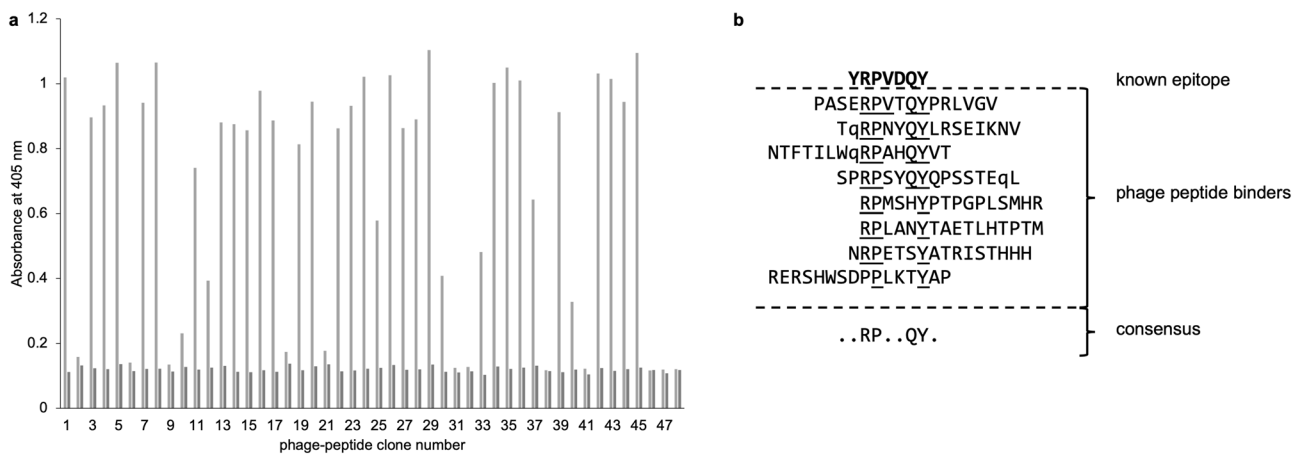 a
1.2
1
0.8
0.6
0.4
0.2
0
Absorbance at 405 nm
1 3 5 7 9 11 13 15 17 19 21 23 25 27 29 31 33 35 37 39 41 43 45 47
phage-peptide clone number
b
YRPVDQY known epitope
PASERPVTQYPRLVGV
TqRPNYQYLRSEIKNV
NTFTILWqRPAHQYVT
SPRPSYQYQPSSTEqL phage peptide binders
RPMSHYPTPGPLSMHR
RPLANYTAETLHTPTM
NRPETSYATRISTHHH
RERSHWSDPPLKTYAP
..RP..QY. consensus